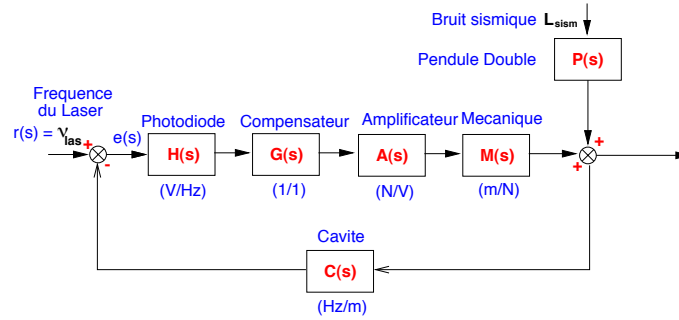 Bruit sismique L_sism
Pendule Double
P(s)
Frequence
du Laser
r(s) = ν_las
+
-
e(s)
Photodiode
H(s)
(V/Hz)
Compensateur
G(s)
(1/1)
Amplificateur
A(s)
(N/V)
Mecanique
M(s)
(m/N)
+
+
Cavite
C(s)
(Hz/m)